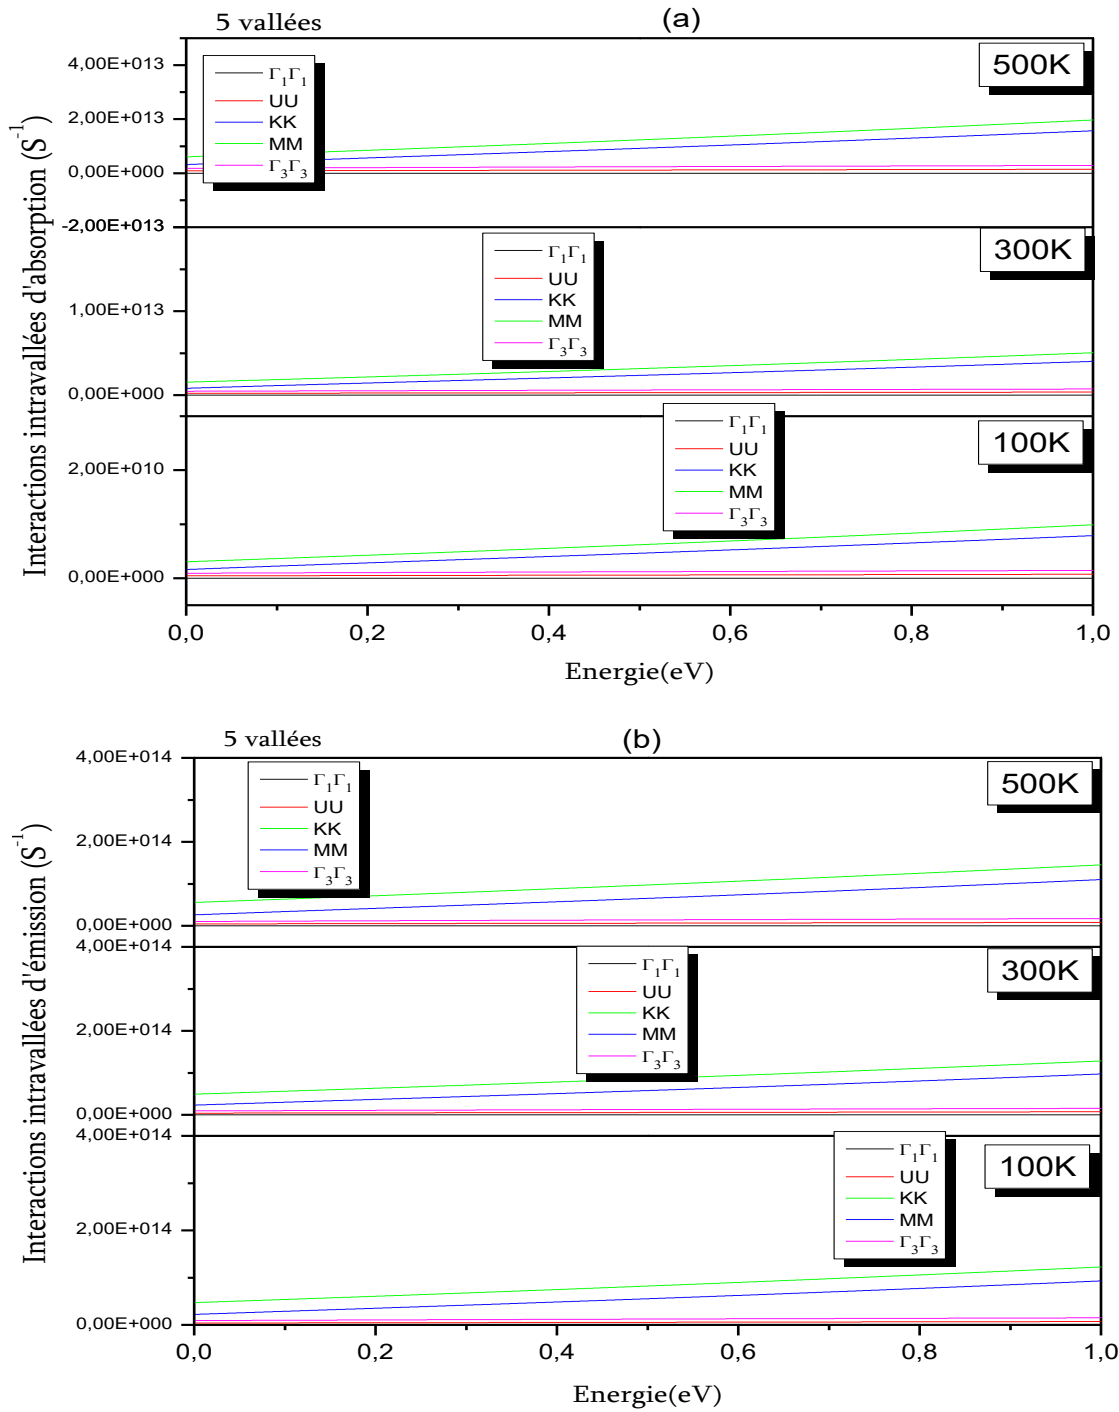 5 vallées
(a)
Interactions intravallées d'absorption (S⁻¹)
4,00E+013
2,00E+013
0,00E+000
-2,00E+013
Γ₁Γ₁
UU
KK
MM
Γ₃Γ₃
500K
2,00E+013
1,00E+013
0,00E+000
Γ₁Γ₁
UU
KK
MM
Γ₃Γ₃
300K
2,00E+010
0,00E+000
Γ₁Γ₁
UU
KK
MM
Γ₃Γ₃
100K
0,0 0,2 0,4 0,6 0,8 1,0
Energie(eV)
5 vallées
(b)
Interactions intravallées d'émission (S⁻¹)
4,00E+014
2,00E+014
0,00E+000
Γ₁Γ₁
UU
KK
MM
Γ₃Γ₃
500K
4,00E+014
2,00E+014
0,00E+000
Γ₁Γ₁
UU
KK
MM
Γ₃Γ₃
300K
4,00E+014
2,00E+014
0,00E+000
Γ₁Γ₁
UU
KK
MM
Γ₃Γ₃
100K
0,0 0,2 0,4 0,6 0,8 1,0
Energie(eV)